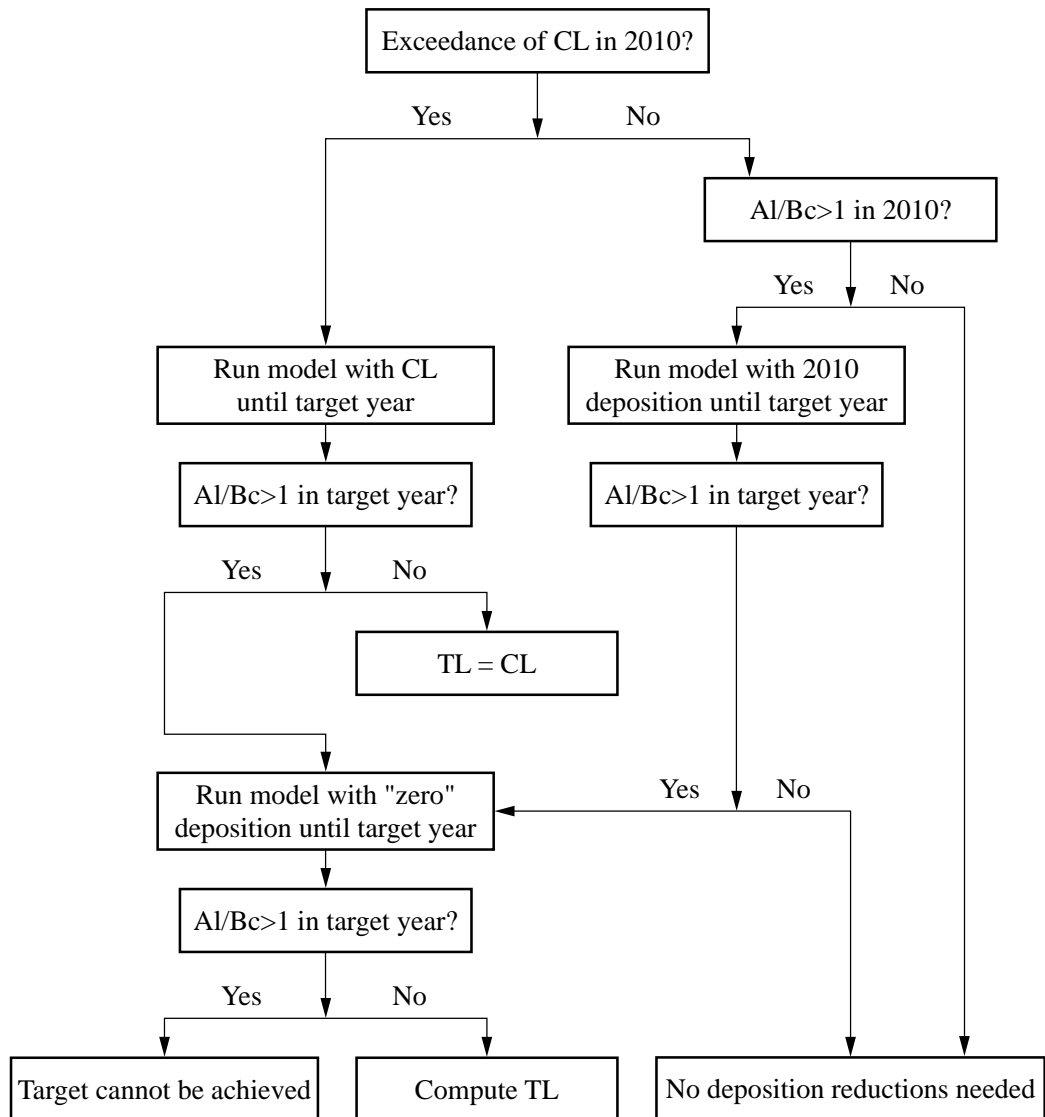 Exceedance of CL in 2010?
Yes
No
Al/Bc>1 in 2010?
Yes
No
Run model with CL
until target year
Run model with 2010
deposition until target year
Al/Bc>1 in target year?
Al/Bc>1 in target year?
Yes
No
TL = CL
Run model with "zero"
deposition until target year
Yes
No
Al/Bc>1 in target year?
Yes
No
Target cannot be achieved
Compute TL
No deposition reductions needed